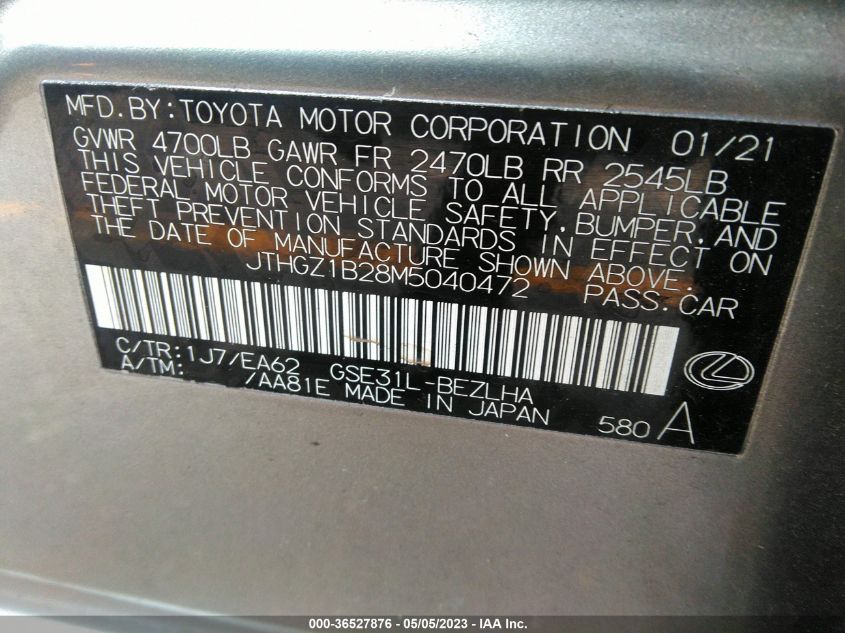 MFD.BY:TOYOTA MOTOR CORPORATION 01/21
GVWR 4700LB GAWR FR 2470LB RR 2545LB
THIS VEHICLE CONFORMS TO ALL APPLICABLE
FEDERAL MOTOR VEHICLE SAFETY,BUMPER,AND
THEFT PREVENTION STANDARDS IN EFFECT ON
THE DATE OF MANUFACTURE SHOWN ABOVE.
JTHGZ1B28M5040472 PASS.CAR
C/TR:1J7/EA62 GSE31L-BEZLHA
A/TM: /AA81E MADE IN JAPAN 580 A
000-36527876 - 05/05/2023 - IAA Inc.